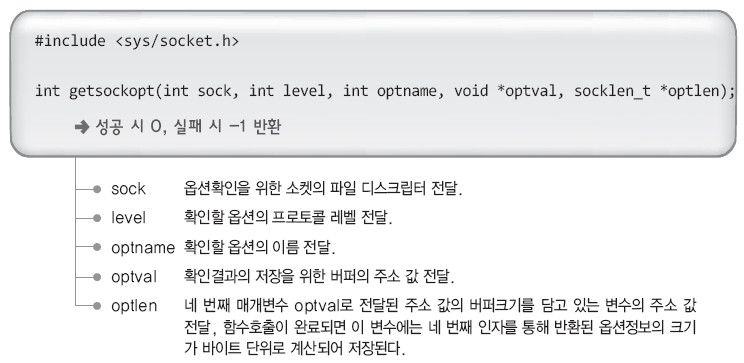 #include <sys/socket.h>
int getsockopt(int sock, int level, int optname, void *optval, socklen_t *optlen);
➔ 성공 시 0, 실패 시 –1 반환
sock 옵션확인을 위한 소켓의 파일 디스크립터 전달.
level 확인할 옵션의 프로토콜 레벨 전달.
optname 확인할 옵션의 이름 전달.
optval 확인결과의 저장을 위한 버퍼의 주소 값 전달.
optlen 네 번째 매개변수 optval로 전달된 주소 값의 버퍼크기를 담고 있는 변수의 주소 값
전달, 함수호출이 완료되면 이 변수에는 네 번째 인자를 통해 반환된 옵션정보의 크기
가 바이트 단위로 계산되어 저장된다.